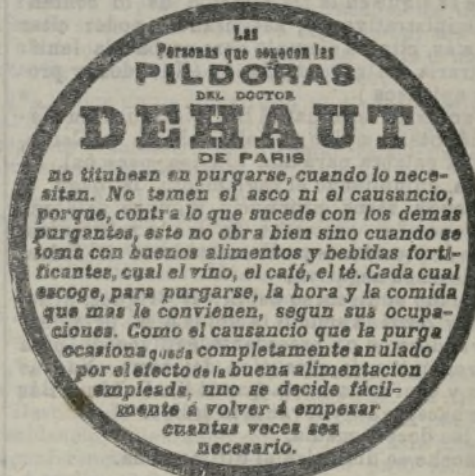 Las
Personas que conocen las
PILDORAS
DEL DOCTOR
DEHAUT
DE PARIS
no titubean en purgarse, cuando lo nece-
sitan. No temen el asco ni el causancio,
porque, contra lo que sucede con los demas
purgantes, este no obra bien sino cuando se
toma con buenos alimentos y bebidas forti-
ficantes, cual el vino, el café, el té. Cada cual
escoge, para purgarse, la hora y la comida
que mas le convienen, segun sus ocupa-
ciones. Como el causancio que la purga
ocasiona queda completamente anulado
por el efecto de la buena alimentacion
empleada, uno se decide fácil-
mente á volver á empezar
cuantas veces sea
necesario.